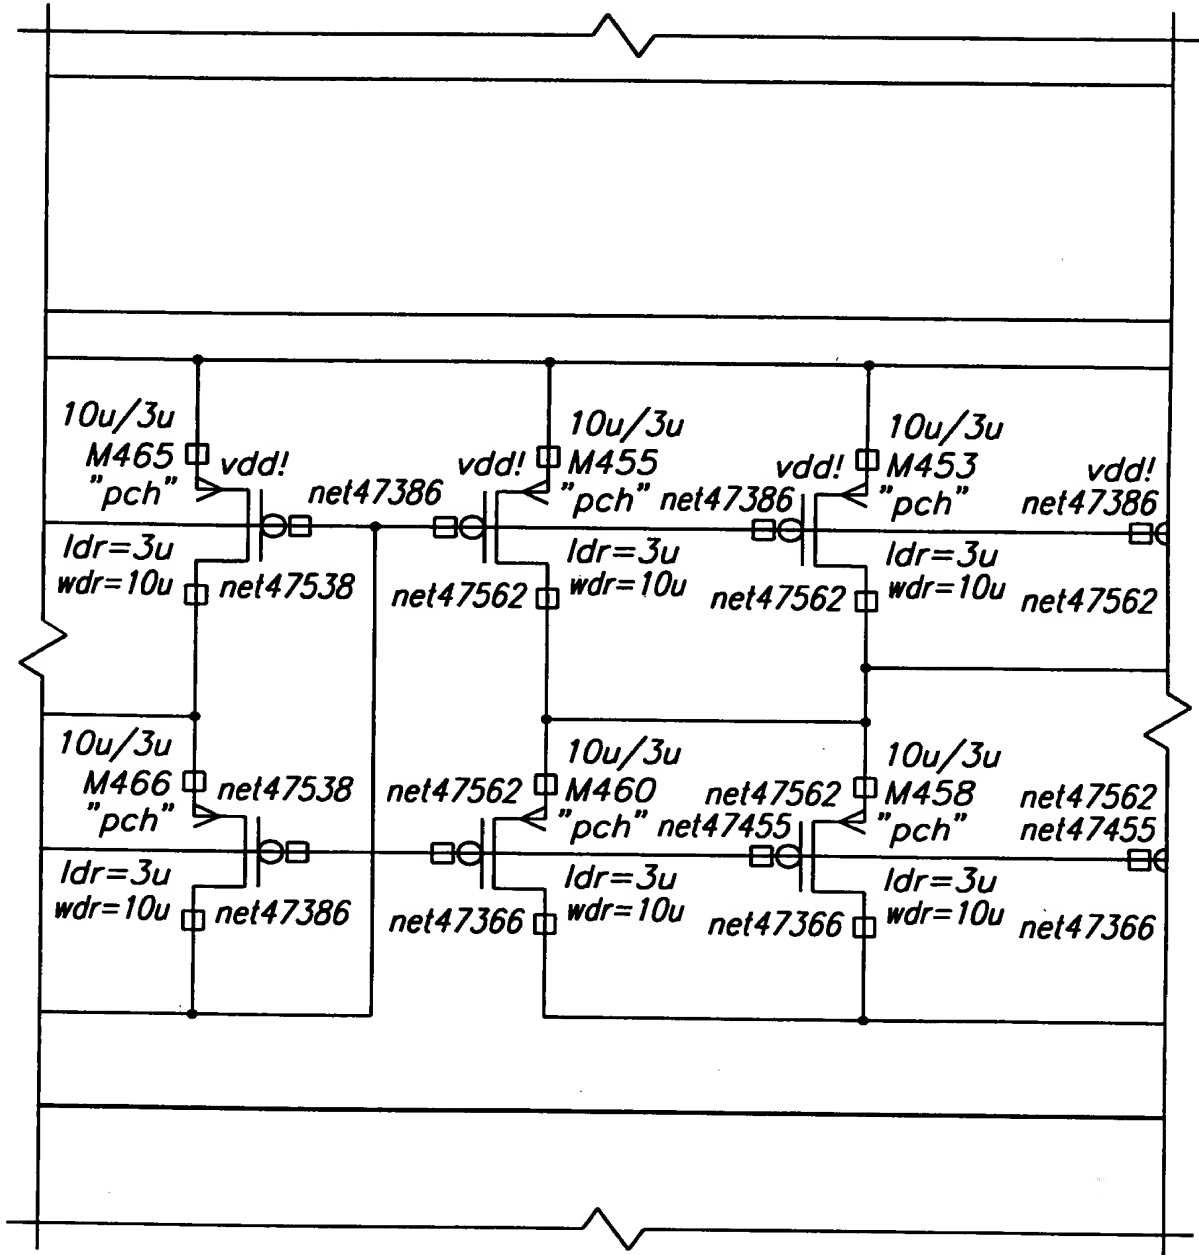 10u/3u
M465
"pch"
vdd!
net47386
ldr=3u
wdr=10u
net47538
10u/3u
M455
"pch"
vdd!
net47386
ldr=3u
wdr=10u
net47562
10u/3u
M453
"pch"
vdd!
ldr=3u
wdr=10u
net47562
vdd!
net47386
net47562
10u/3u
M466
"pch"
net47538
ldr=3u
wdr=10u
net47386
10u/3u
M460
"pch"
net47562
net47455
ldr=3u
wdr=10u
net47366
10u/3u
M458
"pch"
net47562
ldr=3u
wdr=10u
net47366
net47562
net47455
net47366